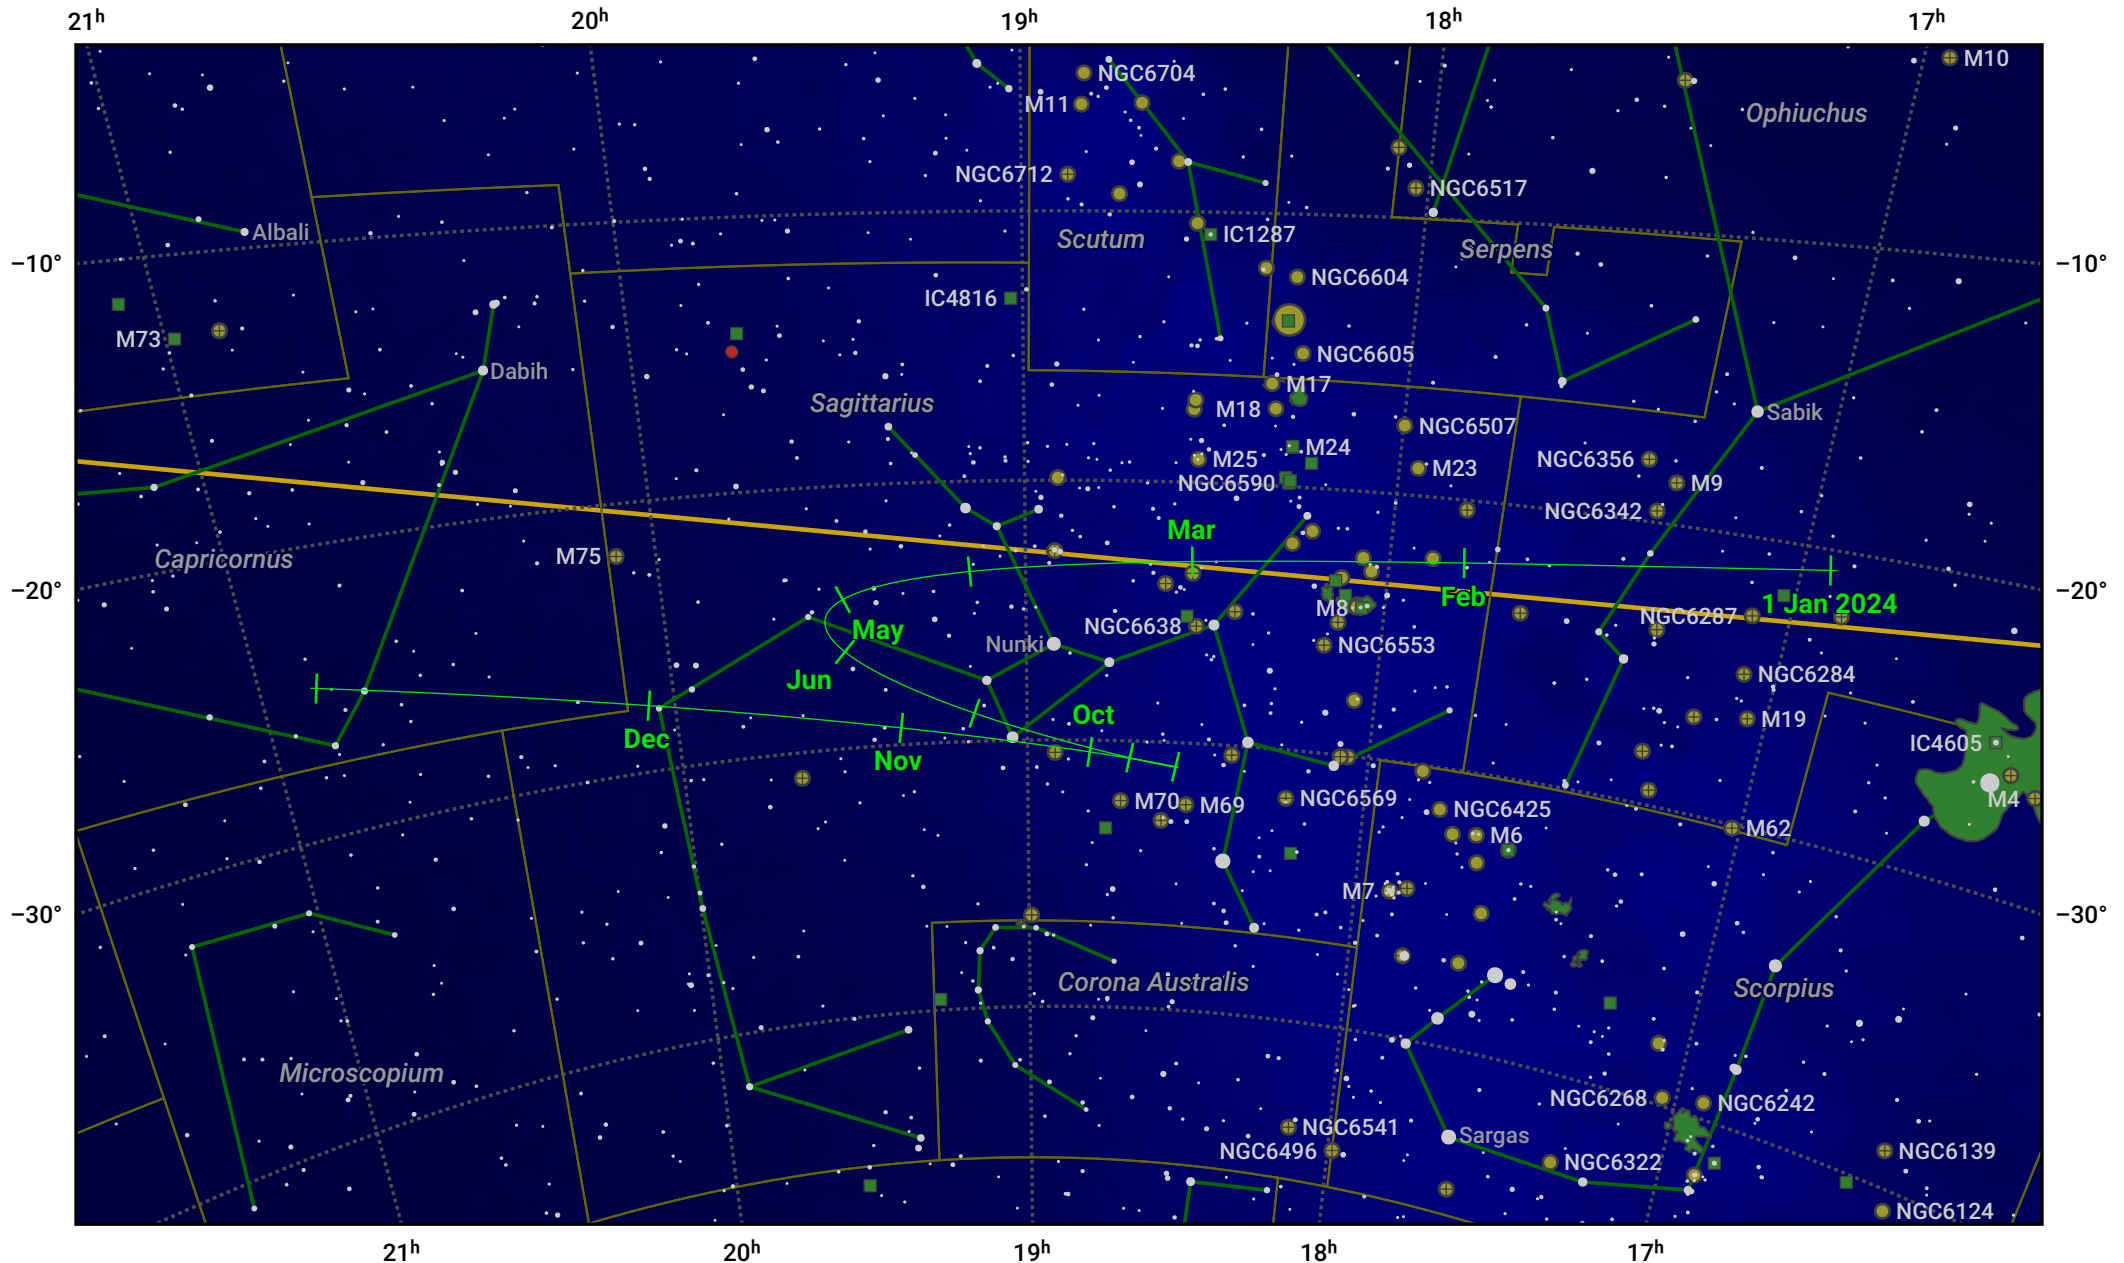 21h 20h 19h 18h 17h
M10
NGC6704
M11
Ophiuchus
NGC6712
NGC6517
Albali
Scutum
IC1287
Serpens
−10°
−10°
NGC6604
IC4816
M73
NGC6605
Dabih
M17
Sagittarius
M18
Sabik
NGC6507
M24
M25
M23
NGC6356
NGC6590
M9
NGC6342
Mar
Capricornus
M75
−20°
−20°
Feb
1 Jan 2024
M8
NGC6287
May
NGC6638
Nunki
NGC6553
Jun
NGC6284
Oct
M19
Dec
IC4605
Nov
M70
M69
NGC6569
M4
NGC6425
M6
M62
M7
−30°
−30°
Corona Australis
Scorpius
Microscopium
NGC6268
NGC6242
NGC6541
Sargas
NGC6496
NGC6322
NGC6139
NGC6124
21h 20h 19h 18h 17h